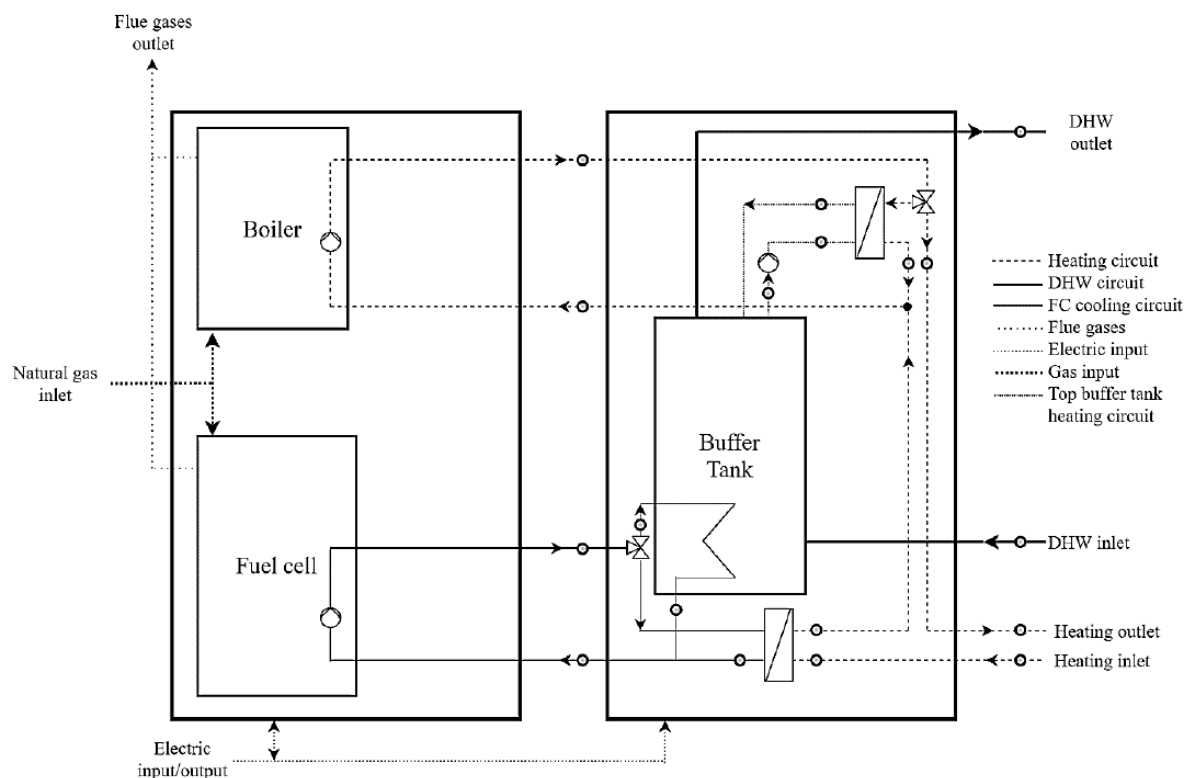 Flue gases
outlet
DHW
outlet
Boiler
Heating circuit
DHW circuit
FC cooling circuit
Flue gases
Electric input
Gas input
Top buffer tank
heating circuit
Natural gas
inlet
Buffer
Tank
Fuel cell
DHW inlet
Heating outlet
Heating inlet
Electric
input/output